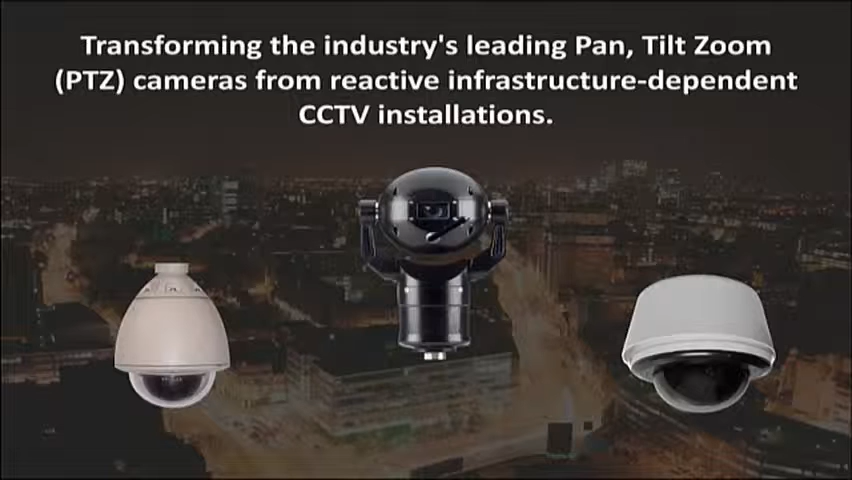 Transforming the industry's leading Pan, Tilt Zoom
(PTZ) cameras from reactive infrastructure-dependent
CCTV installations.